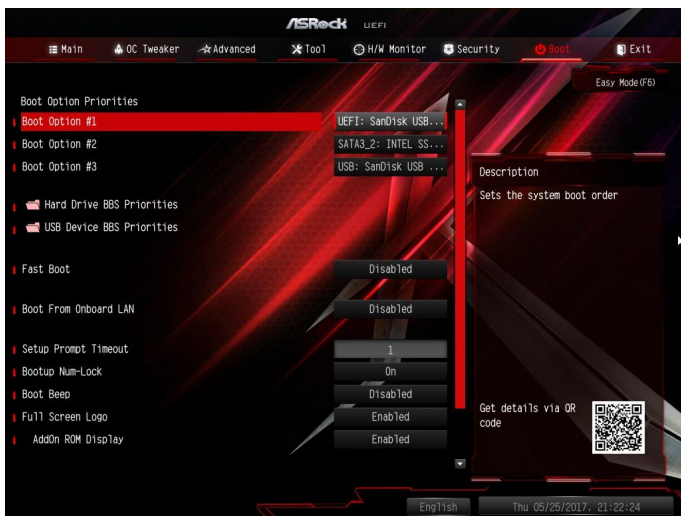 ASRock UEFI
Main OC Tweaker Advanced Tool H/W Monitor Security Boot Exit
Easy Mode(F6)
Boot Option Priorities
Boot Option #1 UEFI: SanDisk USB...
Boot Option #2 SATA3_2: INTEL SS...
Boot Option #3 USB: SanDisk USB ...
Description
Sets the system boot order
Hard Drive BBS Priorities
USB Device BBS Priorities
Fast Boot Disabled
Boot From Onboard LAN Disabled
Setup Prompt Timeout 1
Bootup Num-Lock On
Boot Beep Disabled
Full Screen Logo Enabled
AddOn ROM Display Enabled
Get details via QR
code
English Thu 05/25/2017. 21:22:24